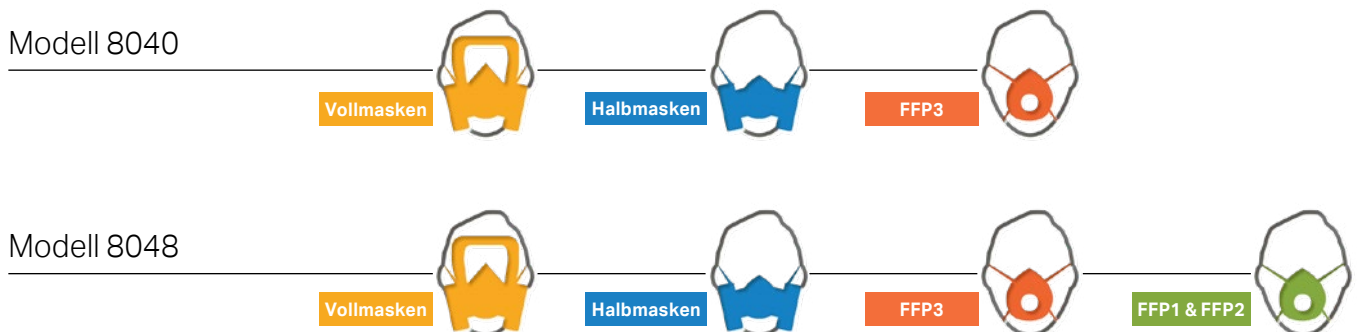 Modell 8040
Vollmasken
Halbmasken
FFP3
Modell 8048
Vollmasken
Halbmasken
FFP3
FFP1 & FFP2